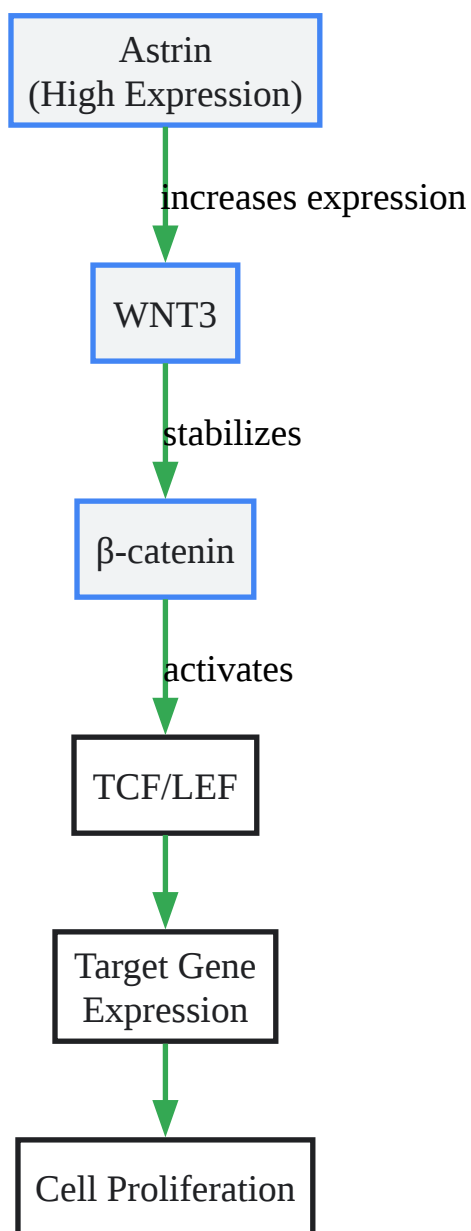 Astrin
(High Expression)
increases expression
WNT3
stabilizes
β-catenin
activates
TCF/LEF
Target Gene
Expression
Cell Proliferation